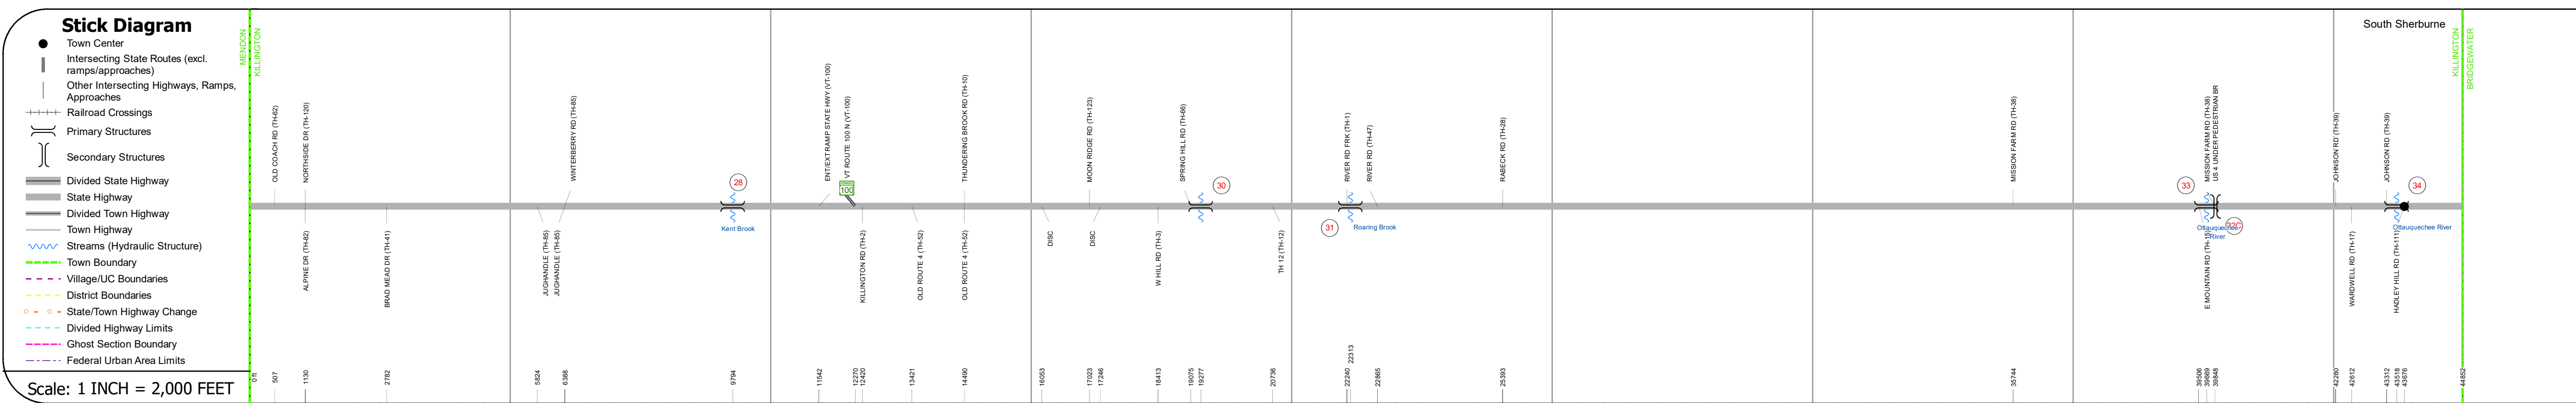 Stick Diagram
Town Center
Intersecting State Routes (excl.
ramps/approaches)
Other Intersecting Highways, Ramps,
Approaches
Railroad Crossings
Primary Structures
Secondary Structures
Divided State Highway
State Highway
Divided Town Highway
Town Highway
Streams (Hydraulic Structure)
Town Boundary
Village/UC Boundaries
District Boundaries
State/Town Highway Change
Divided Highway Limits
Ghost Section Boundary
Federal Urban Area Limits
Scale: 1 INCH = 2,000 FEET
MENDON
KILLINGTON
OLD COACH RD (TH-62)
NORTHSIDE DR (TH-120)
WINTERBERRY RD (TH-85)
28
ENT/EXT RAMP STATE HWY (VT-100)
VT ROUTE 100 N (VT-100)
100
THUNDERING BROOK RD (TH-10)
MOON RIDGE RD (TH-123)
SPRING HILL RD (TH-66)
30
RIVER RD FRK (TH-1)
RIVER RD (TH-47)
RABECK RD (TH-28)
MISSION FARM RD (TH-38)
33
MISSION FARM RD (TH-38)
US 4 UNDER PEDESTRIAN BR
JOHNSON RD (TH-39)
JOHNSON RD (TH-39)
34
South Sherburne
KILLINGTON
BRIDGEWATER
ALPINE DR (TH-82)
BRAD MEAD DR (TH-41)
JUGHANDLE (TH-85)
JUGHANDLE (TH-85)
Kent Brook
KILLINGTON RD (TH-2)
OLD ROUTE 4 (TH-52)
OLD ROUTE 4 (TH-52)
DISC
DISC
W HILL RD (TH-3)
TH 12 (TH-12)
31
Roaring Brook
Ottauquechee
River
32C
E MOUNTAIN RD (TH-15)
WARDWELL RD (TH-17)
HADLEY HILL RD (TH-111)
Ottauquechee River
0 ft
507
1130
2782
5824
6388
9794
11542
12270
12420
13421
14490
16053
17023
17246
18413
19075
19277
20736
22240
22313
22865
25393
35744
39506
39669
39848
42280
42612
43312
43518
43676
44852